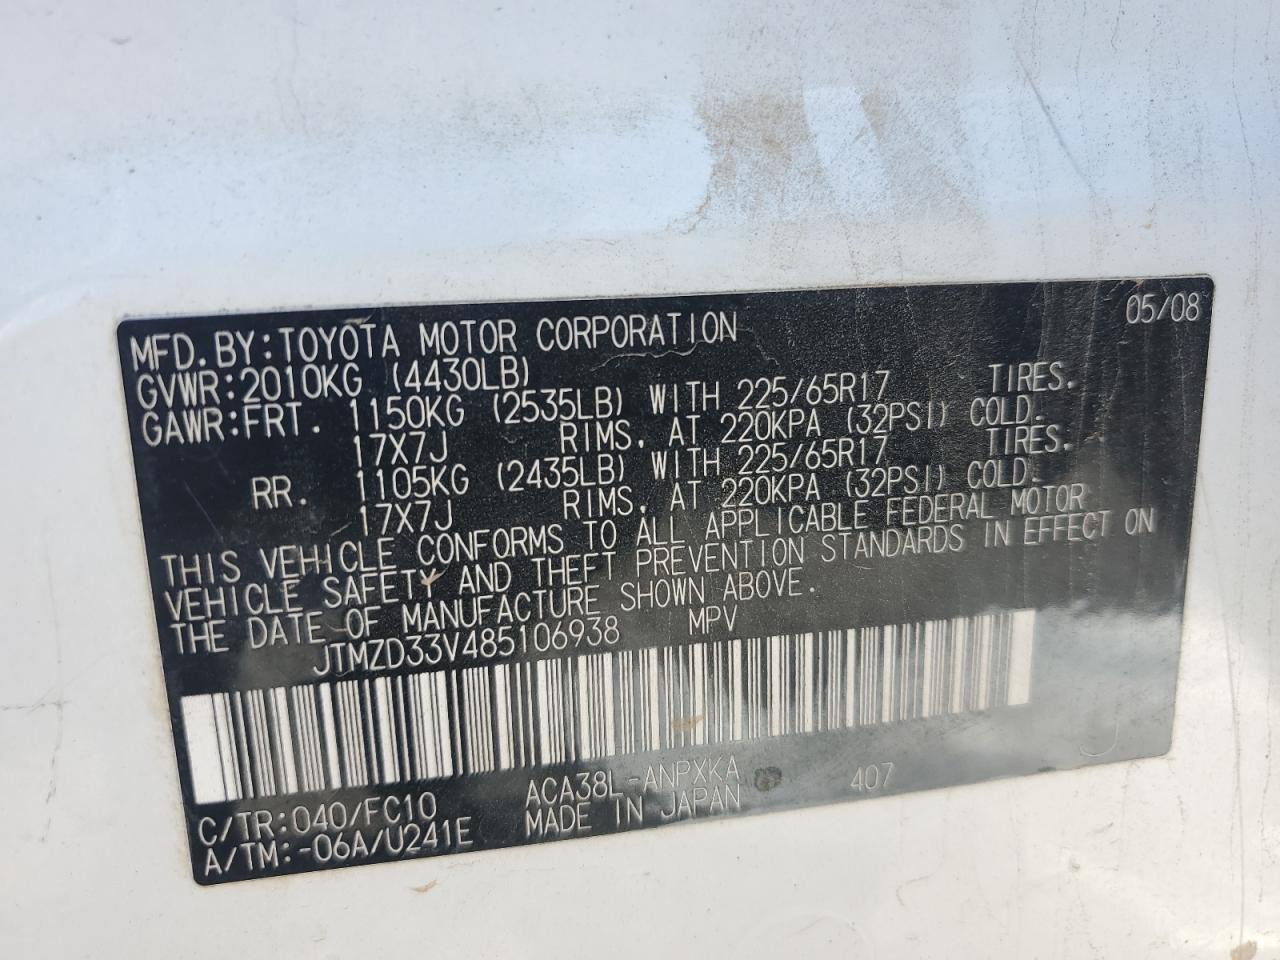 MFD. BY: TOYOTA MOTOR CORPORATION 05/08
GVWR: 2010KG (4430LB)
GAWR: FRT. 1150KG (2535LB) WITH 225/65R17 TIRES.
17X7J RIMS, AT 220KPA (32PSI) COLD.
RR. 1105KG (2435LB) WITH 225/65R17 TIRES.
17X7J RIMS, AT 220KPA (32PSI) COLD.
THIS VEHICLE CONFORMS TO ALL APPLICABLE FEDERAL MOTOR
VEHICLE SAFETY AND THEFT PREVENTION STANDARDS IN EFFECT ON
THE DATE OF MANUFACTURE SHOWN ABOVE.
JTMZD33V485106938 MPV
ACA38L-ANPXKA 407
C/TR: 040/FC10 MADE IN JAPAN
A/TM: -06A/U241E
J